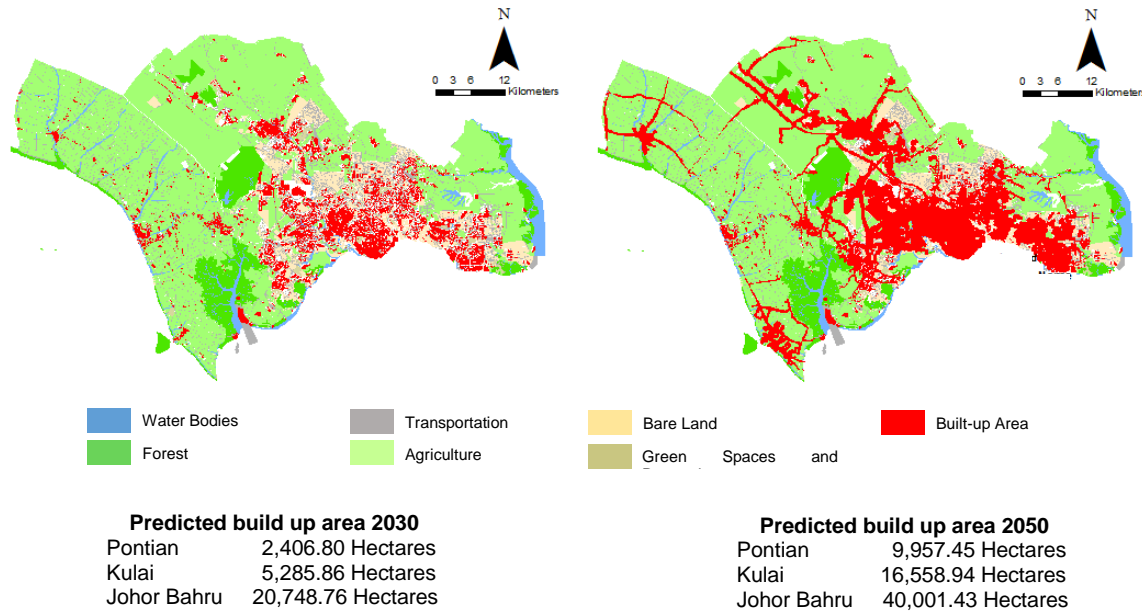 N
0 3 6 12
Kilometers
N
0 3 6 12
Kilometers
Water Bodies
Transportation
Bare Land
Built-up Area
Forest
Agriculture
Green Spaces and
Predicted build up area 2030
Pontian 2,406.80 Hectares
Kulai 5,285.86 Hectares
Johor Bahru 20,748.76 Hectares
Predicted build up area 2050
Pontian 9,957.45 Hectares
Kulai 16,558.94 Hectares
Johor Bahru 40,001.43 Hectares